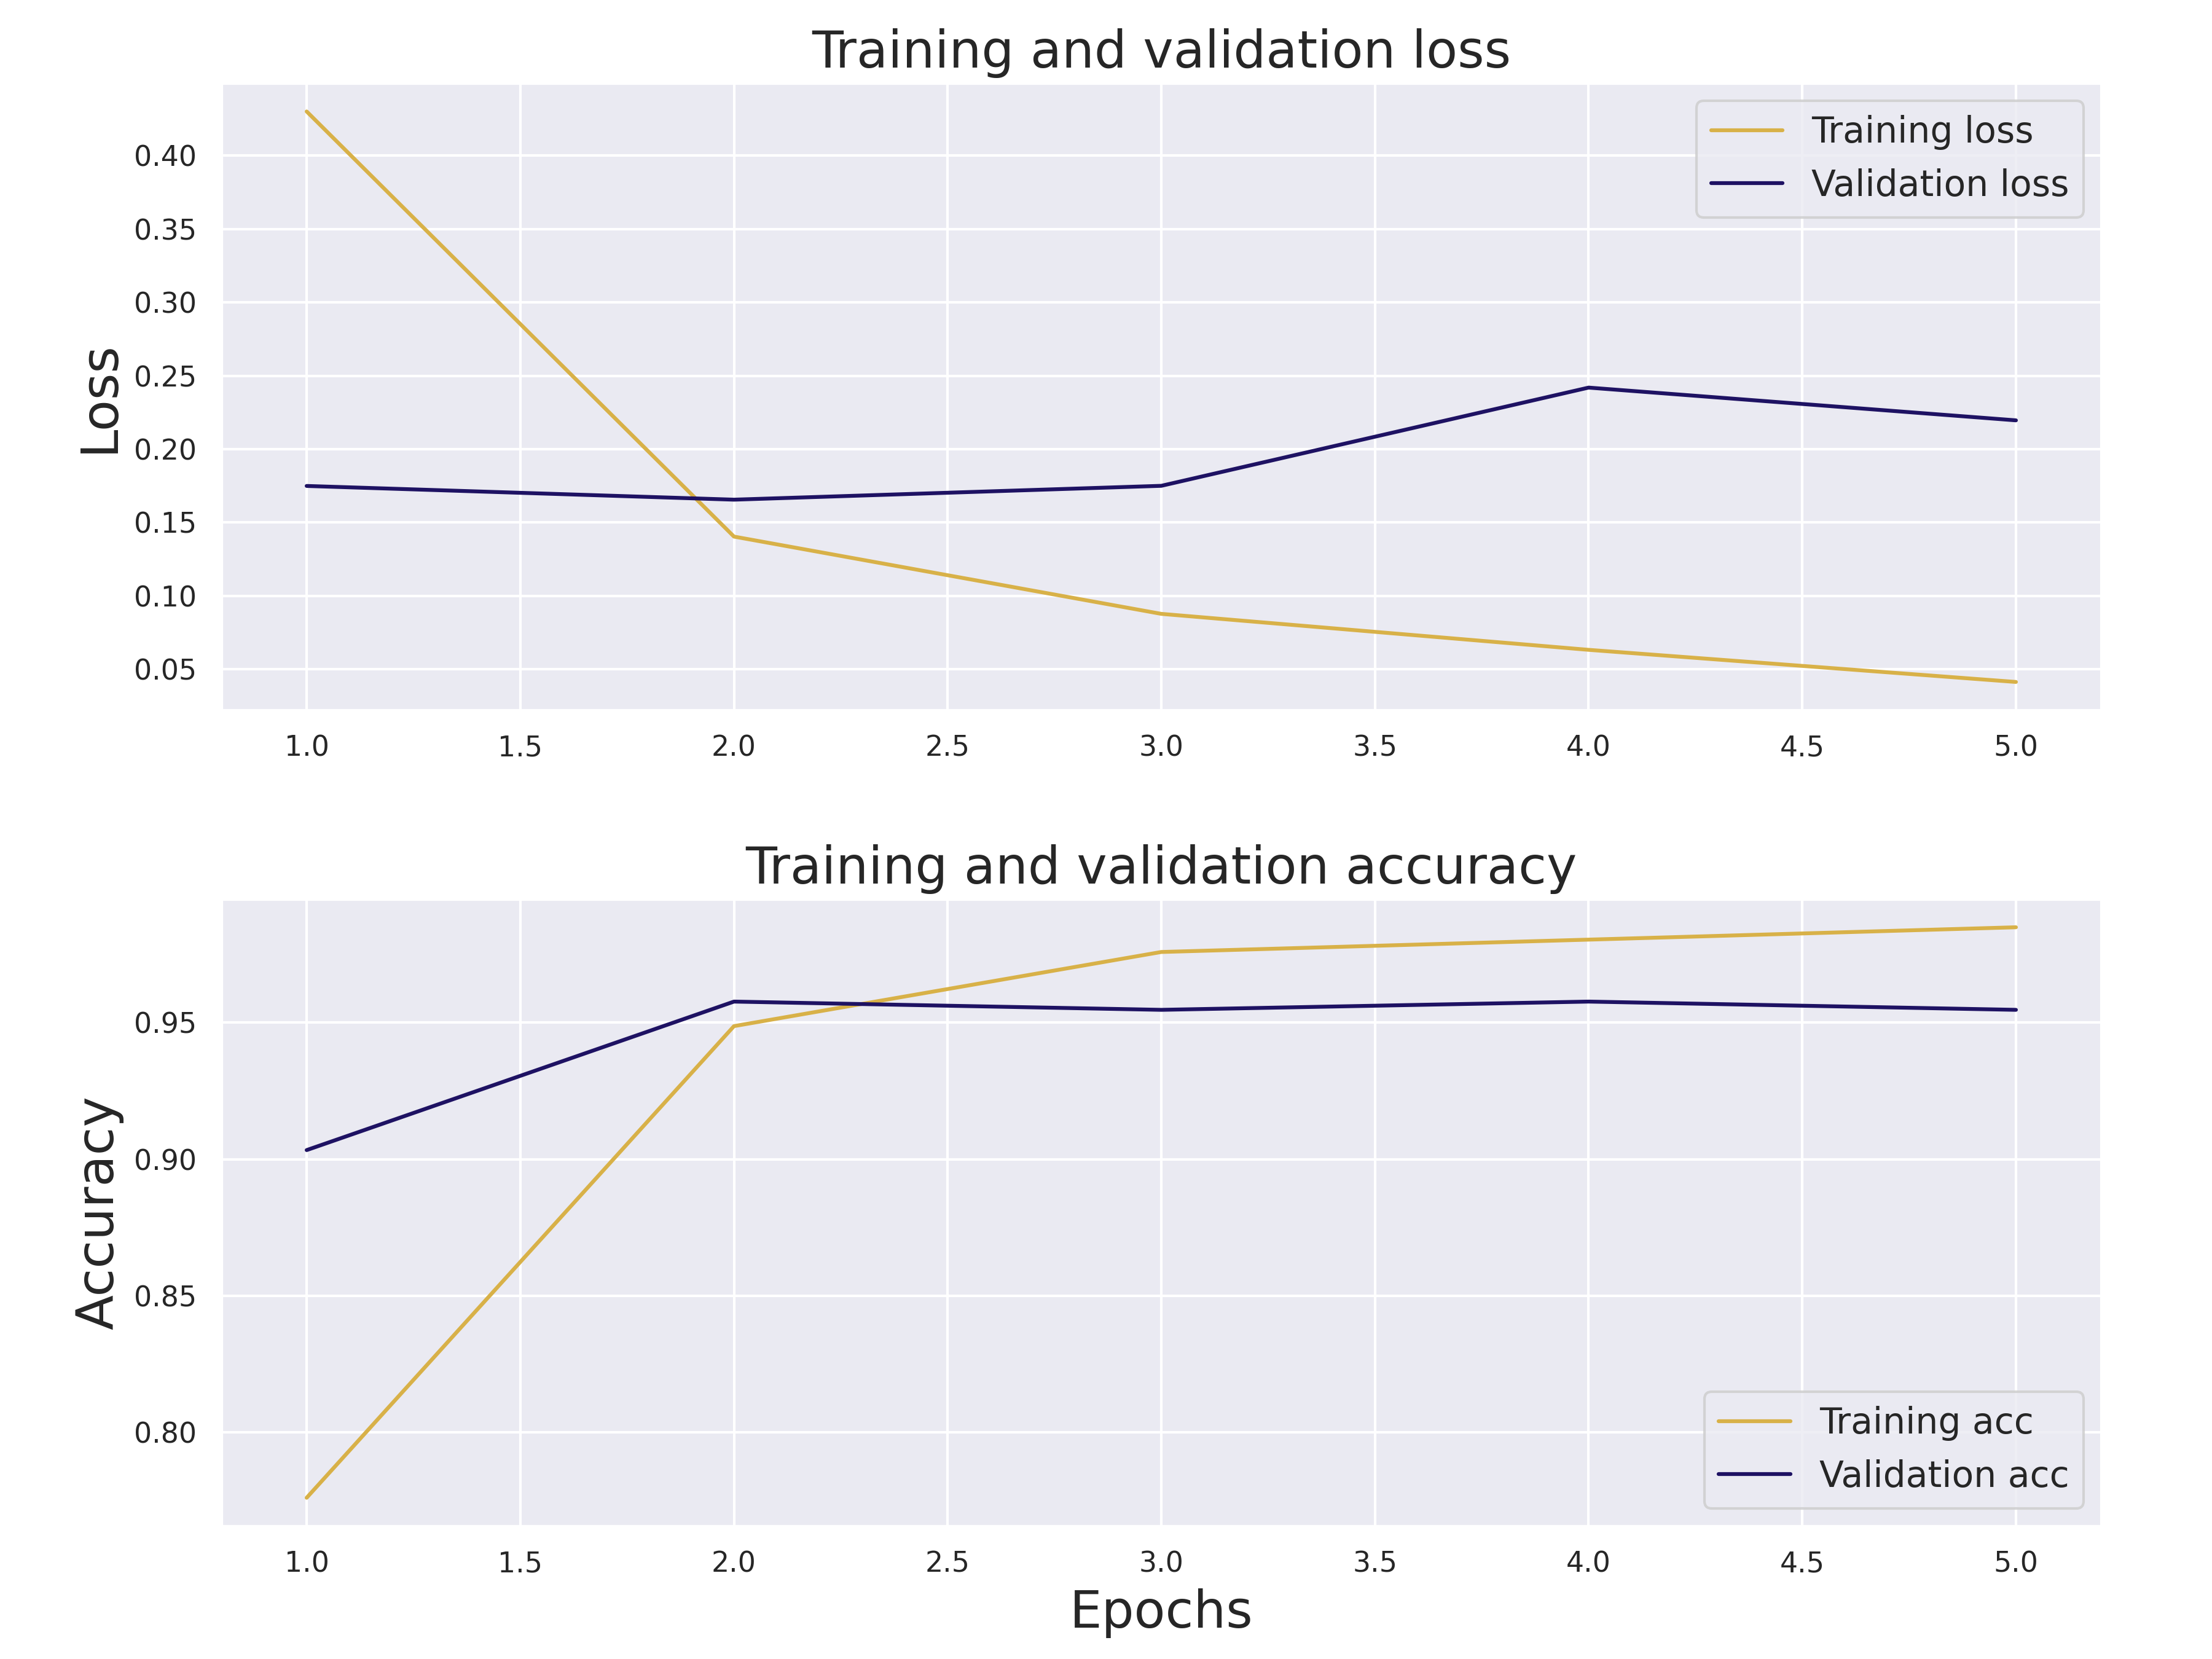 Training and validation loss
Training loss
Validation loss
Loss
0.40
0.35
0.30
0.25
0.20
0.15
0.10
0.05
1.0 1.5 2.0 2.5 3.0 3.5 4.0 4.5 5.0
Training and validation accuracy
Accuracy
0.95
0.90
0.85
0.80
Training acc
Validation acc
1.0 1.5 2.0 2.5 3.0 3.5 4.0 4.5 5.0
Epochs